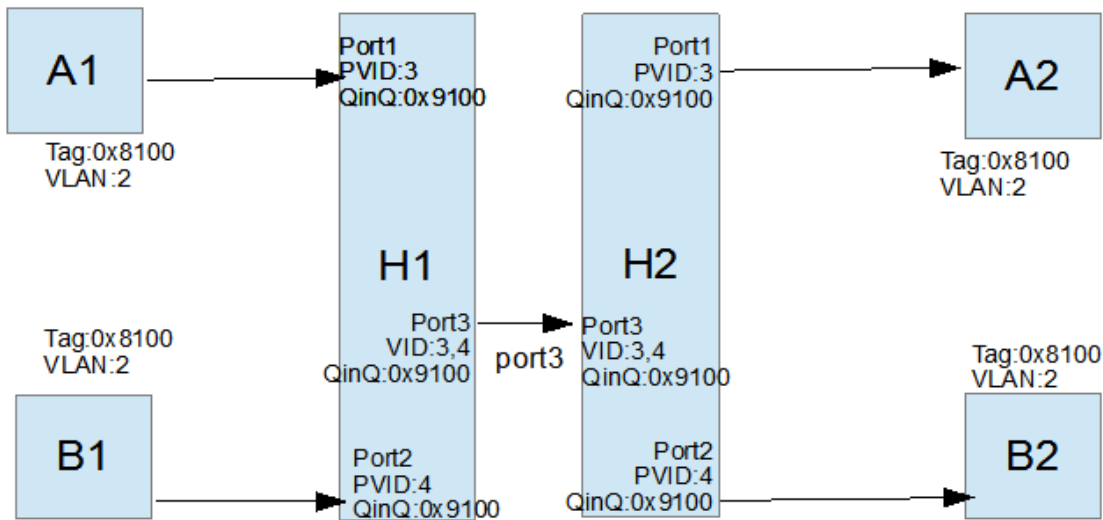 A1
Tag:0x8100
VLAN:2
Port1
PVID:3
QinQ:0x9100
Port1
PVID:3
QinQ:0x9100
A2
Tag:0x8100
VLAN:2
H1
H2
Port3
VID:3,4
QinQ:0x9100
port3
Port3
VID:3,4
QinQ:0x9100
Tag:0x8100
VLAN:2
B1
Port2
PVID:4
QinQ:0x9100
Port2
PVID:4
QinQ:0x9100
Tag:0x8100
VLAN:2
B2